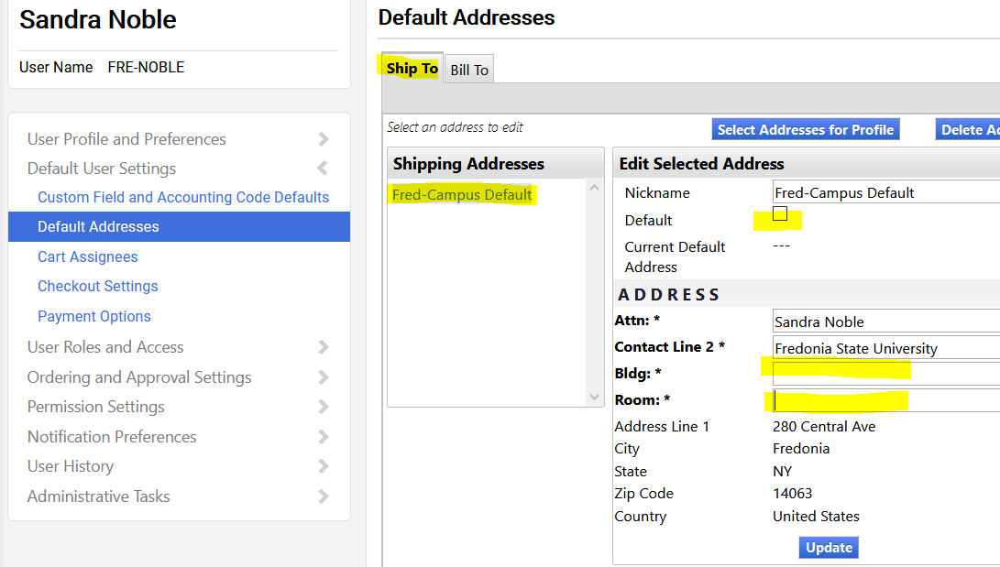 Sandra Noble
User Name FRE-NOBLE
User Profile and Preferences
Default User Settings
Custom Field and Accounting Code Defaults
Default Addresses
Cart Assignees
Checkout Settings
Payment Options
User Roles and Access
Ordering and Approval Settings
Permission Settings
Notification Preferences
User History
Administrative Tasks
Default Addresses
Ship To Bill To
Select an address to edit
Select Addresses for Profile
Delete Ad
Shipping Addresses
Fred-Campus Default
Edit Selected Address
Nickname Fred-Campus Default
Default
Current Default ---
Address
ADDRESS
Attn: * Sandra Noble
Contact Line 2 * Fredonia State University
Bldg: *
Room: *
Address Line 1 280 Central Ave
City Fredonia
State NY
Zip Code 14063
Country United States
Update